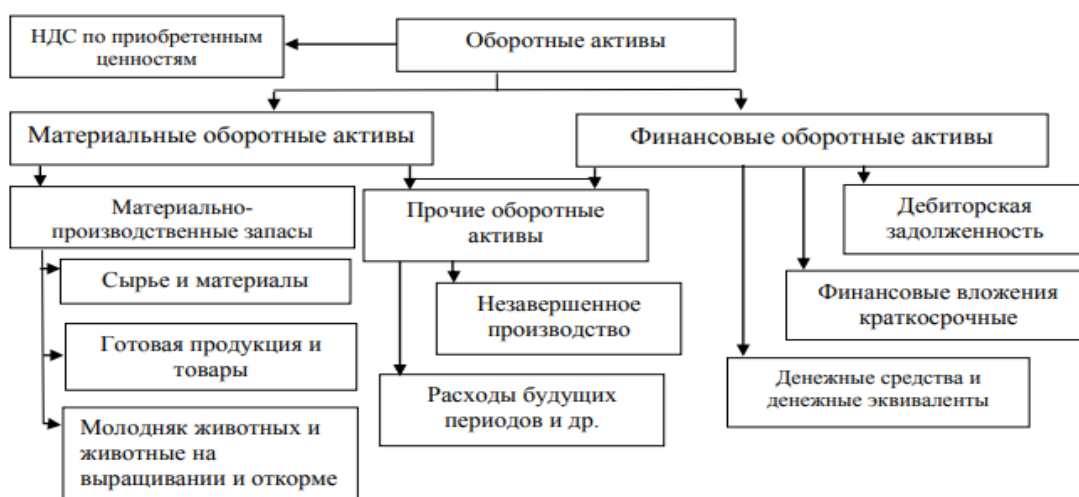 НДС по приобретенным
ценностям
Оборотные активы
Материальные оборотные активы
Финансовые оборотные активы
Материально-
производственные запасы
Прочие оборотные
активы
Дебиторская
задолженность
Сырье и материалы
Незавершенное
производство
Финансовые вложения
краткосрочные
Готовая продукция и
товары
Расходы будущих
периодов и др.
Денежные средства и
денежные эквиваленты
Молодняк животных и
животные на
выращивании и откорме